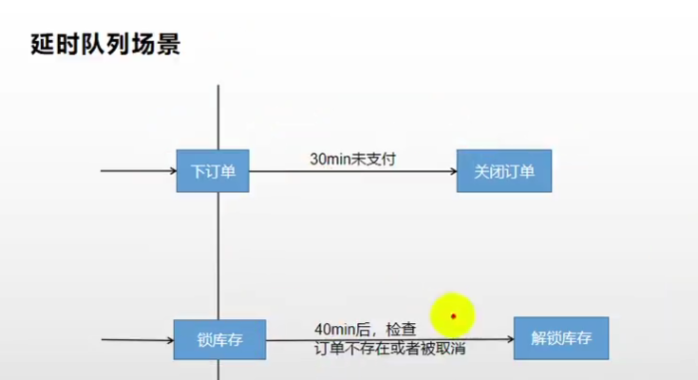 延时队列场景
下订单
30min未支付
关闭订单
锁库存
40min后，检查
订单不存在或者被取消
解锁库存